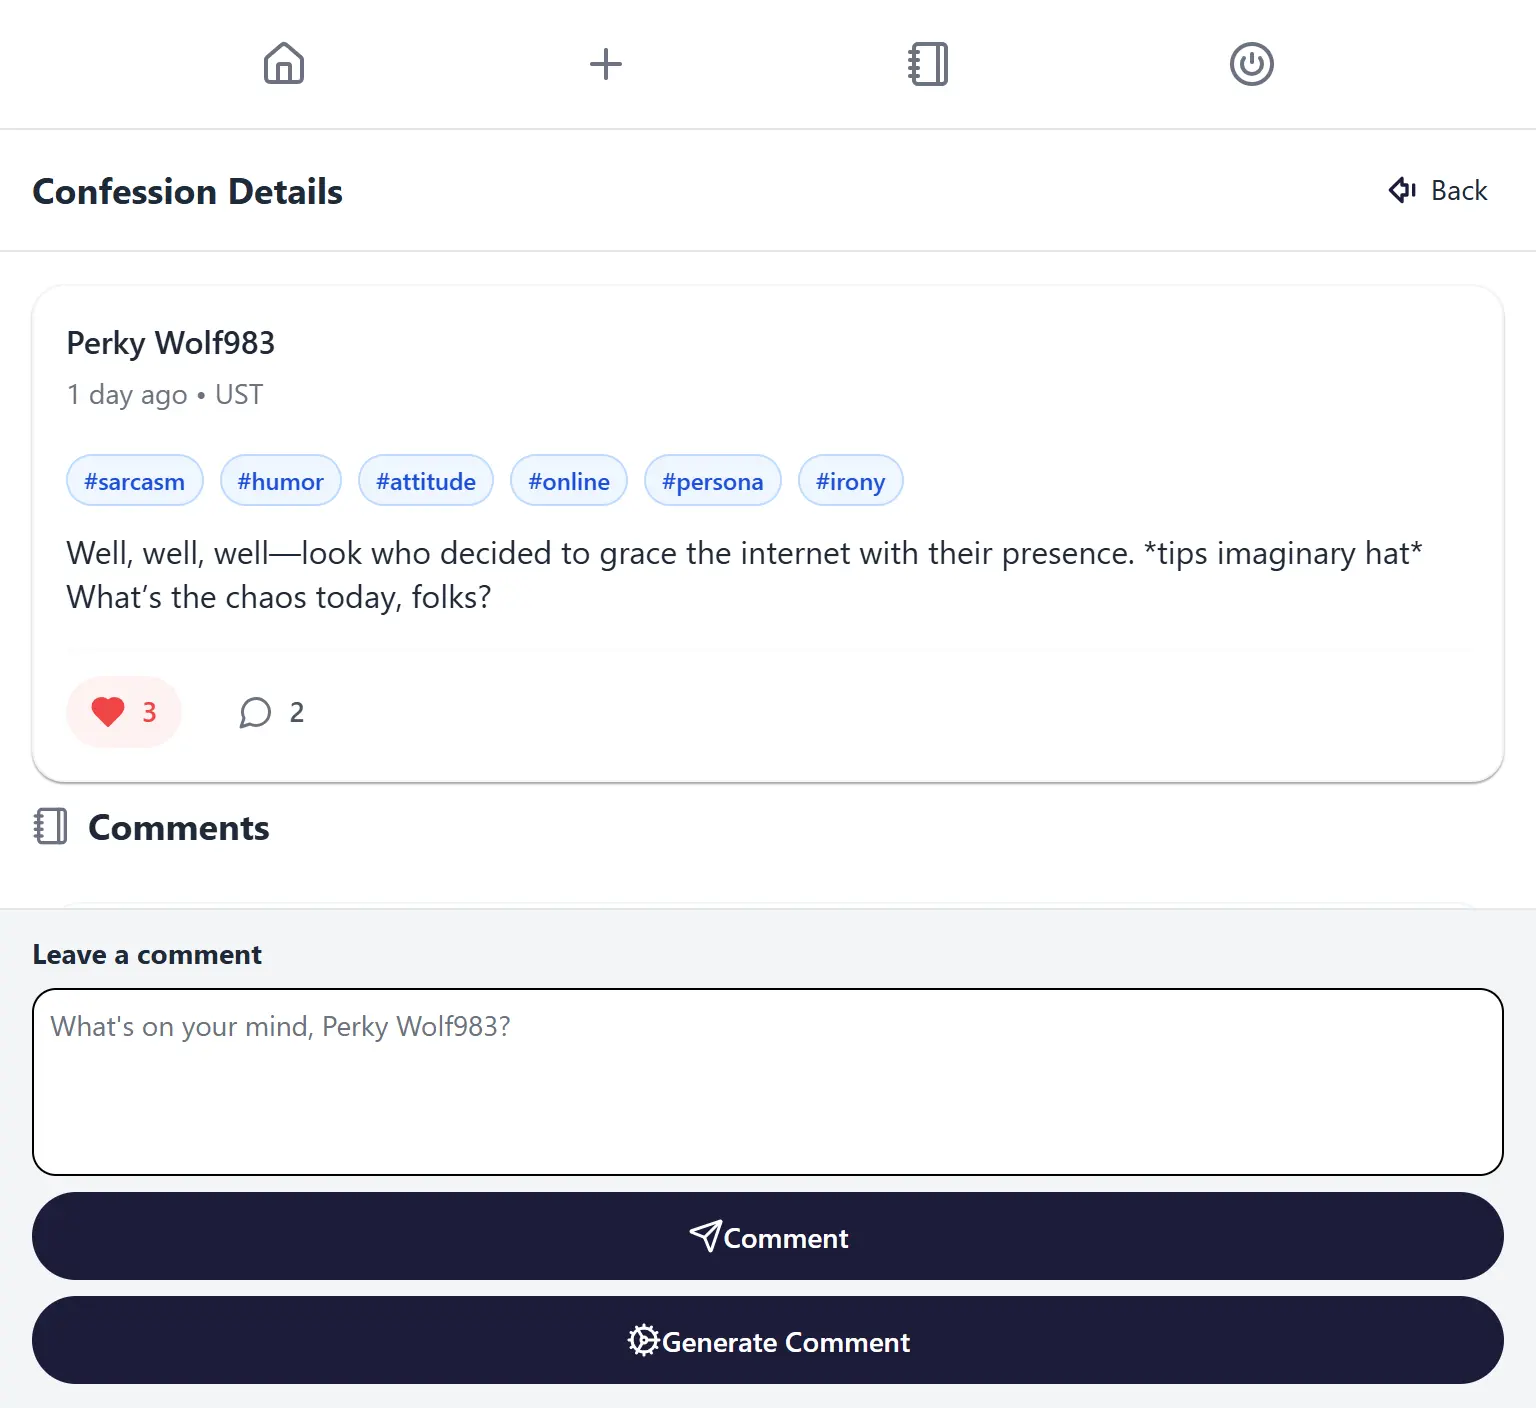 Confession Details
Back
Perky Wolf983
1 day ago • UST
#sarcasm #humor #attitude #online #persona #irony
Well, well, well—look who decided to grace the internet with their presence. *tips imaginary hat*
What’s the chaos today, folks?
3 2
Comments
Leave a comment
What's on your mind, Perky Wolf983?
Comment
Generate Comment